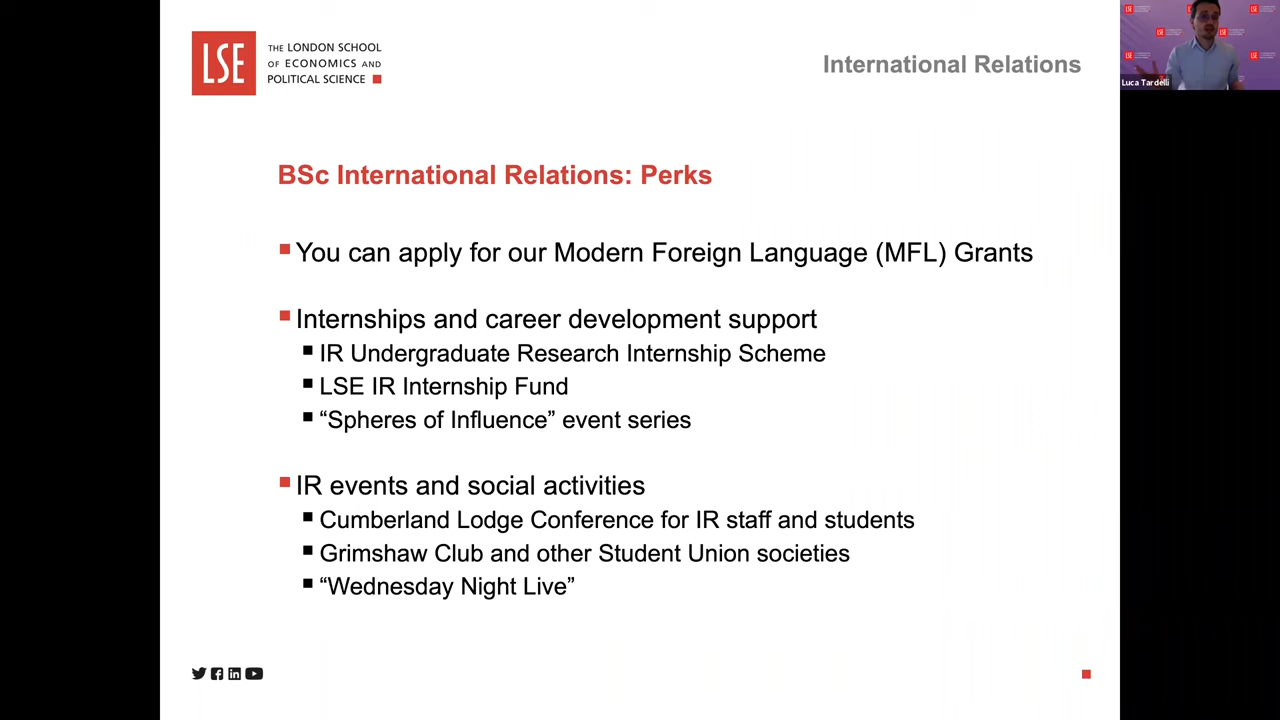 LSE
THE LONDON SCHOOL
OF ECONOMICS AND
POLITICAL SCIENCE
International Relations
Luca Tardelli
BSc International Relations: Perks
You can apply for our Modern Foreign Language (MFL) Grants
Internships and career development support
IR Undergraduate Research Internship Scheme
LSE IR Internship Fund
“Spheres of Influence” event series
IR events and social activities
Cumberland Lodge Conference for IR staff and students
Grimshaw Club and other Student Union societies
“Wednesday Night Live”